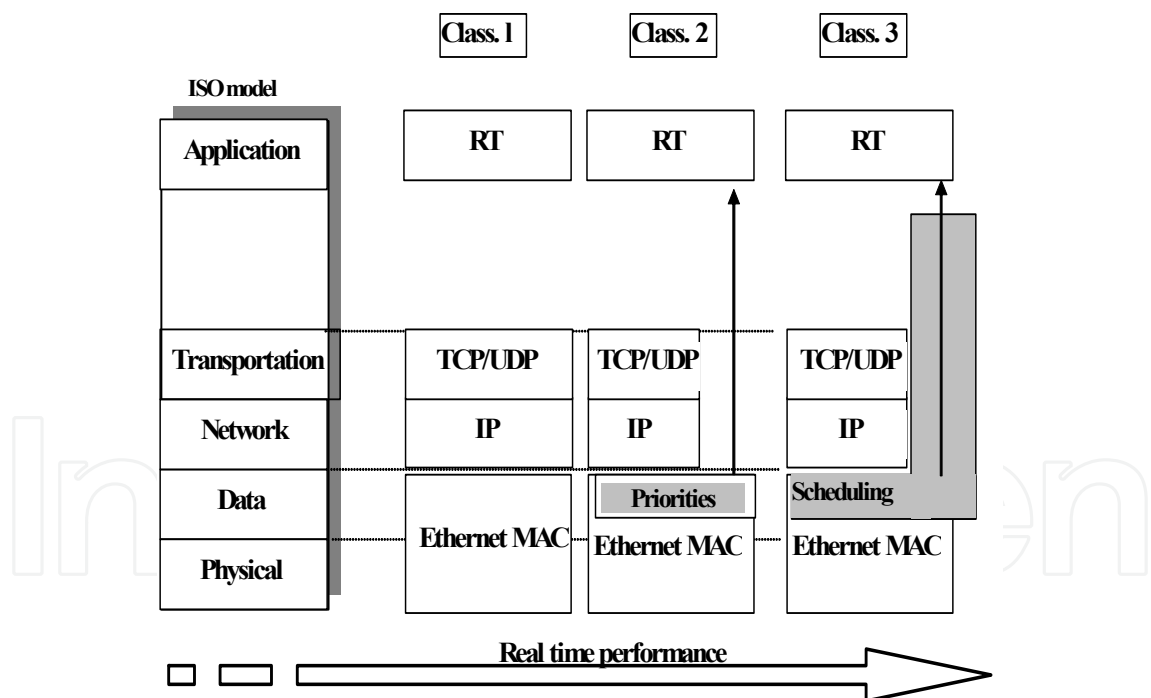 Class. 1 Class. 2 Class. 3
ISO model
Application RT RT RT
Transportation TCP/UDP TCP/UDP TCP/UDP
Network IP IP IP
Data Priorities Scheduling
Ethernet MAC Ethernet MAC Ethernet MAC
Physical
Real time performance